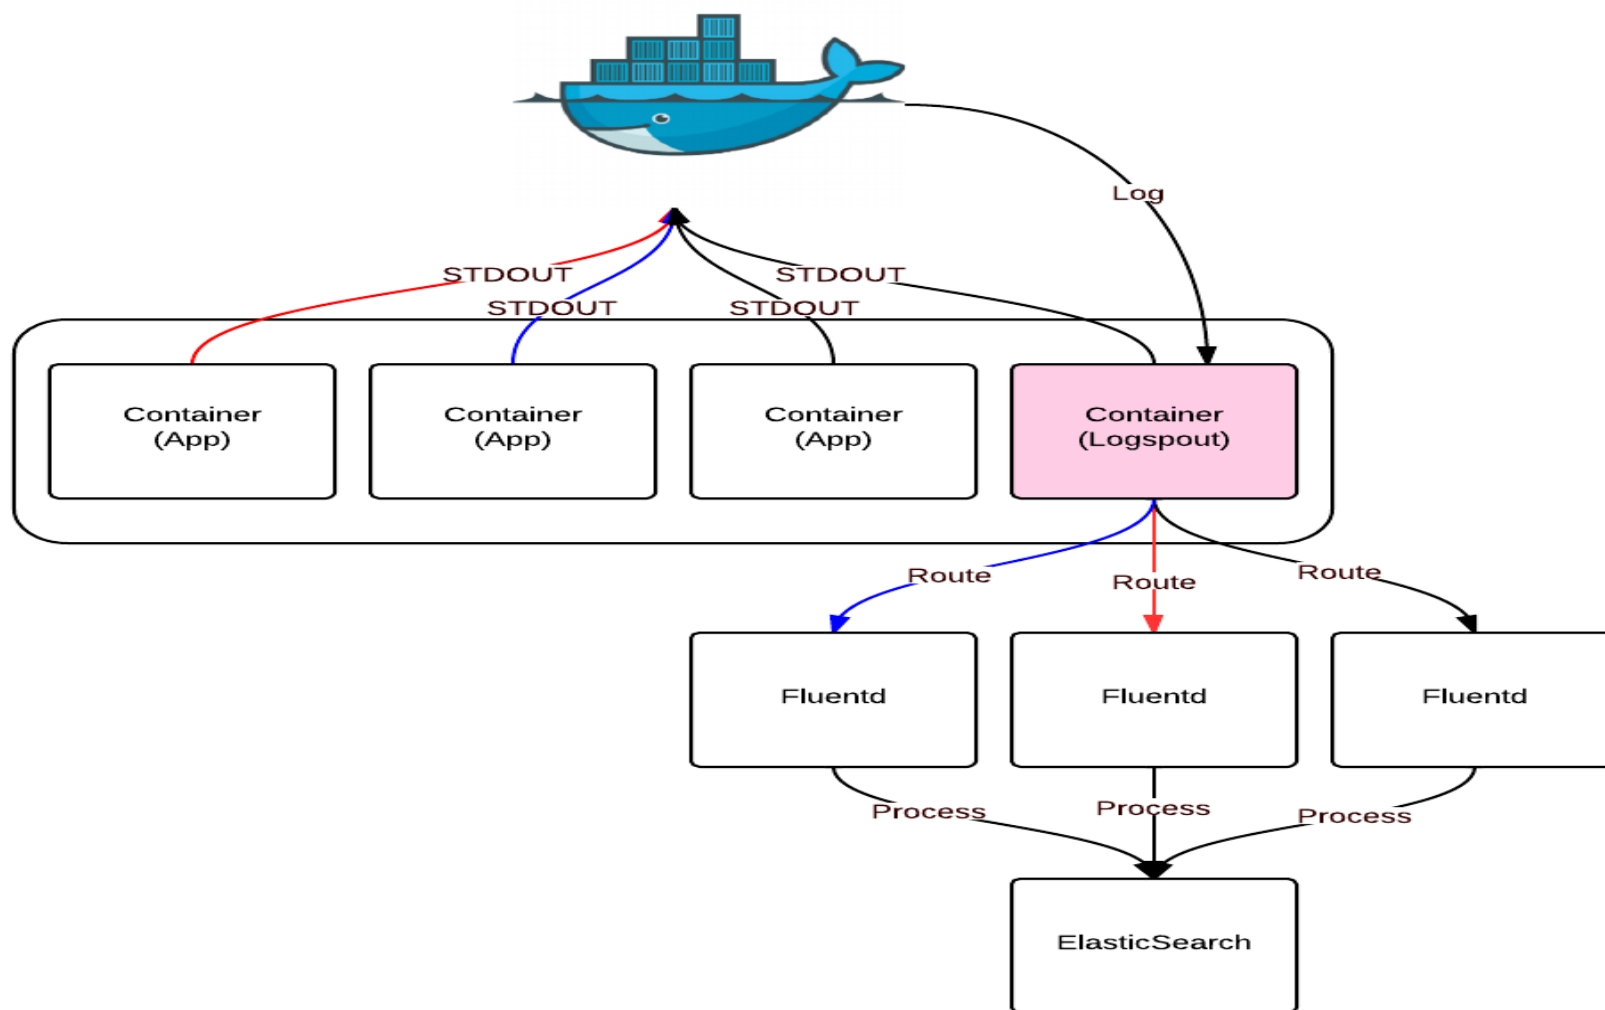 Log
STDOUT
STDOUT
STDOUT
STDOUT
Container
(App)
Container
(App)
Container
(App)
Container
(Logspout)
Route
Route
Route
Fluentd
Fluentd
Fluentd
Process
Process
Process
ElasticSearch